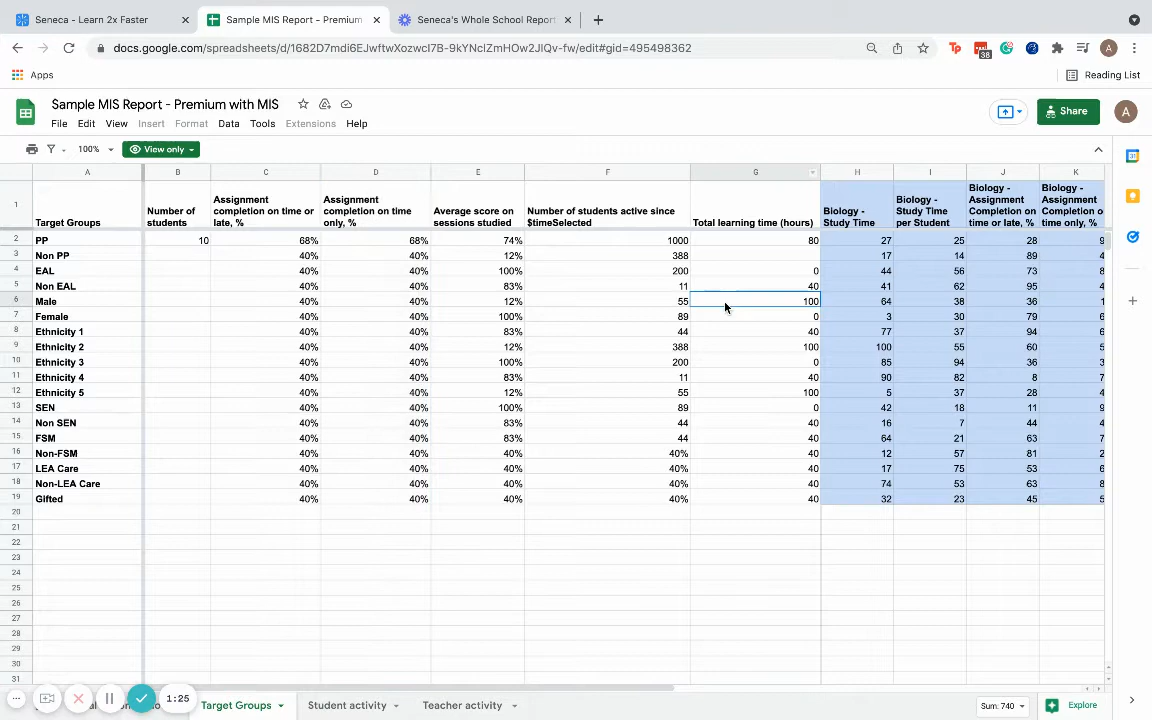 Seneca - Learn 2x Faster
Sample MIS Report - Premium
Seneca's Whole School Report
docs.google.com/spreadsheets/d/1682D7mdi6EJwftwXozwcI7B-9kYNclZmHOw2JlQv-fw/edit#gid=495498362
Tp
38
A
Apps
Reading List
Sample MIS Report - Premium with MIS
Share
A
File Edit View Insert Format Data Tools Extensions Help
100% View only
A B C D E F G H I J K
1 Target Groups Number of students Assignment completion on time or late, % Assignment completion on time only, % Average score on sessions studied Number of students active since $timeSelected Total learning time (hours) Biology - Study Time Biology - Study Time per Student Biology - Assignment Completion on time or late, % Biology - Assignment Completion o time only, %
2 PP 10 68% 68% 74% 1000 80 27 25 28 9
3 Non PP 40% 40% 12% 388 17 14 89 4
4 EAL 40% 40% 100% 200 0 44 56 73 8
5 Non EAL 40% 40% 83% 11 40 41 62 95 4
6 Male 40% 40% 12% 55 100 64 38 36 1
7 Female 40% 40% 100% 89 0 3 30 79 6
8 Ethnicity 1 40% 40% 83% 44 40 77 37 94 6
9 Ethnicity 2 40% 40% 12% 388 100 100 55 60 5
10 Ethnicity 3 40% 40% 100% 200 0 85 94 36 3
11 Ethnicity 4 40% 40% 83% 11 40 90 82 8 7
12 Ethnicity 5 40% 40% 12% 55 100 5 37 28 4
13 SEN 40% 40% 100% 89 0 42 18 11 9
14 Non SEN 40% 40% 83% 44 40 16 7 44 4
15 FSM 40% 40% 83% 44 40 64 21 63 7
16 Non-FSM 40% 40% 40% 40% 40 12 57 81 2
17 LEA Care 40% 40% 40% 40% 40 17 75 53 6
18 Non-LEA Care 40% 40% 40% 40% 40 74 53 63 8
19 Gifted 40% 40% 40% 40% 40 32 23 45 5
20
21
22
23
24
25
26
27
28
29
30
31
1:25
Target Groups Student activity Teacher activity Sum: 740 Explore